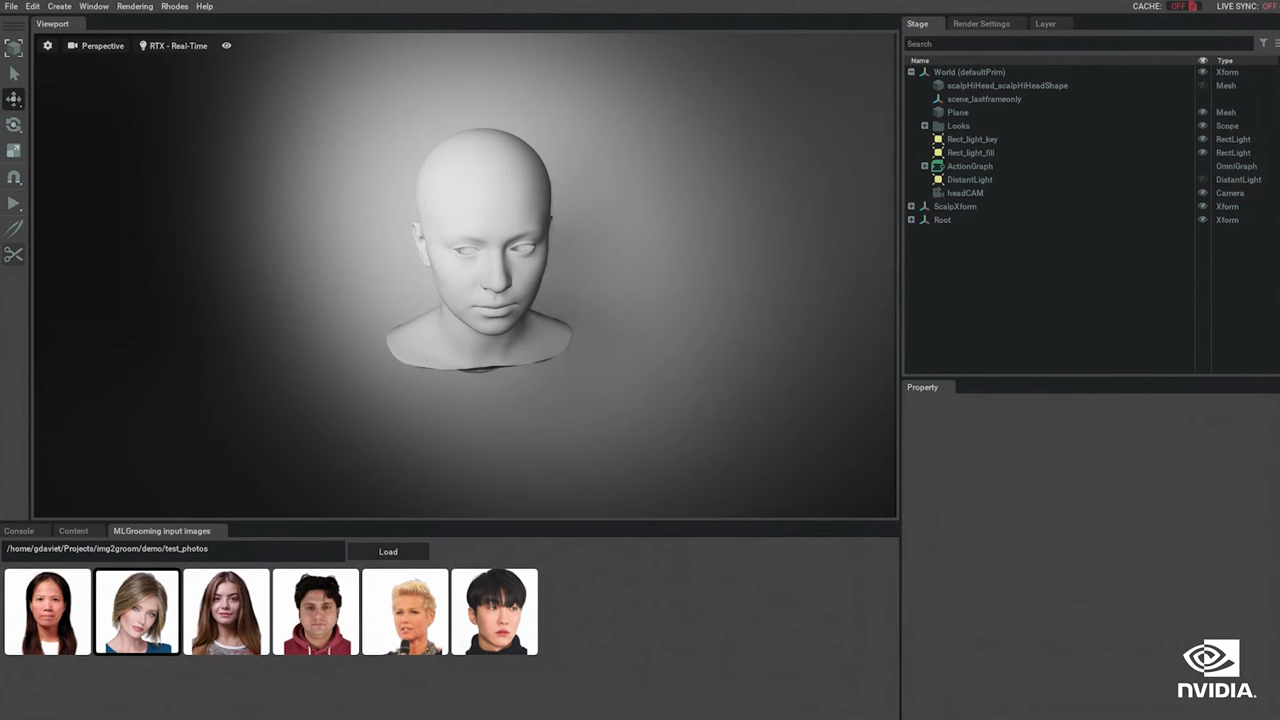 File Edit Create Window Rendering Rhodes Help CACHE: OFF LIVE SYNC: OFF
Viewport Stage Render Settings Layer
Perspective RTX - Real-Time
Search
Name Type
World (defaultPrim) Xform
scalpHiHead_scalpHiHeadShape Mesh
scene_lastframeonly
Plane Mesh
Looks Scope
Rect_light_key RectLight
Rect_light_fill RectLight
ActionGraph OmniGraph
DistantLight DistantLight
headCAM Camera
ScalpXform Xform
Root Xform
Property
Console Content MLGrooming input images
/home/gdaviet/Projects/img2groom/demo/test_photos Load
NVIDIA.